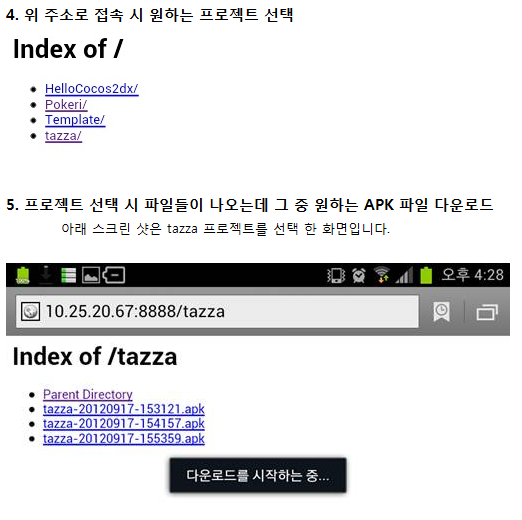 4. 위 주소로 접속 시 원하는 프로젝트 선택
Index of /
HelloCocos2dx/
Pokeri/
Template/
tazza/
5. 프로젝트 선택 시 파일들이 나오는데 그 중 원하는 APK 파일 다운로드
아래 스크린 샷은 tazza 프로젝트를 선택 한 화면입니다.
100% 오후 4:28
10.25.20.67:8888/tazza
Index of /tazza
Parent Directory
tazza-20120917-153121.apk
tazza-20120917-154157.apk
tazza-20120917-155359.apk
다운로드를 시작하는 중...